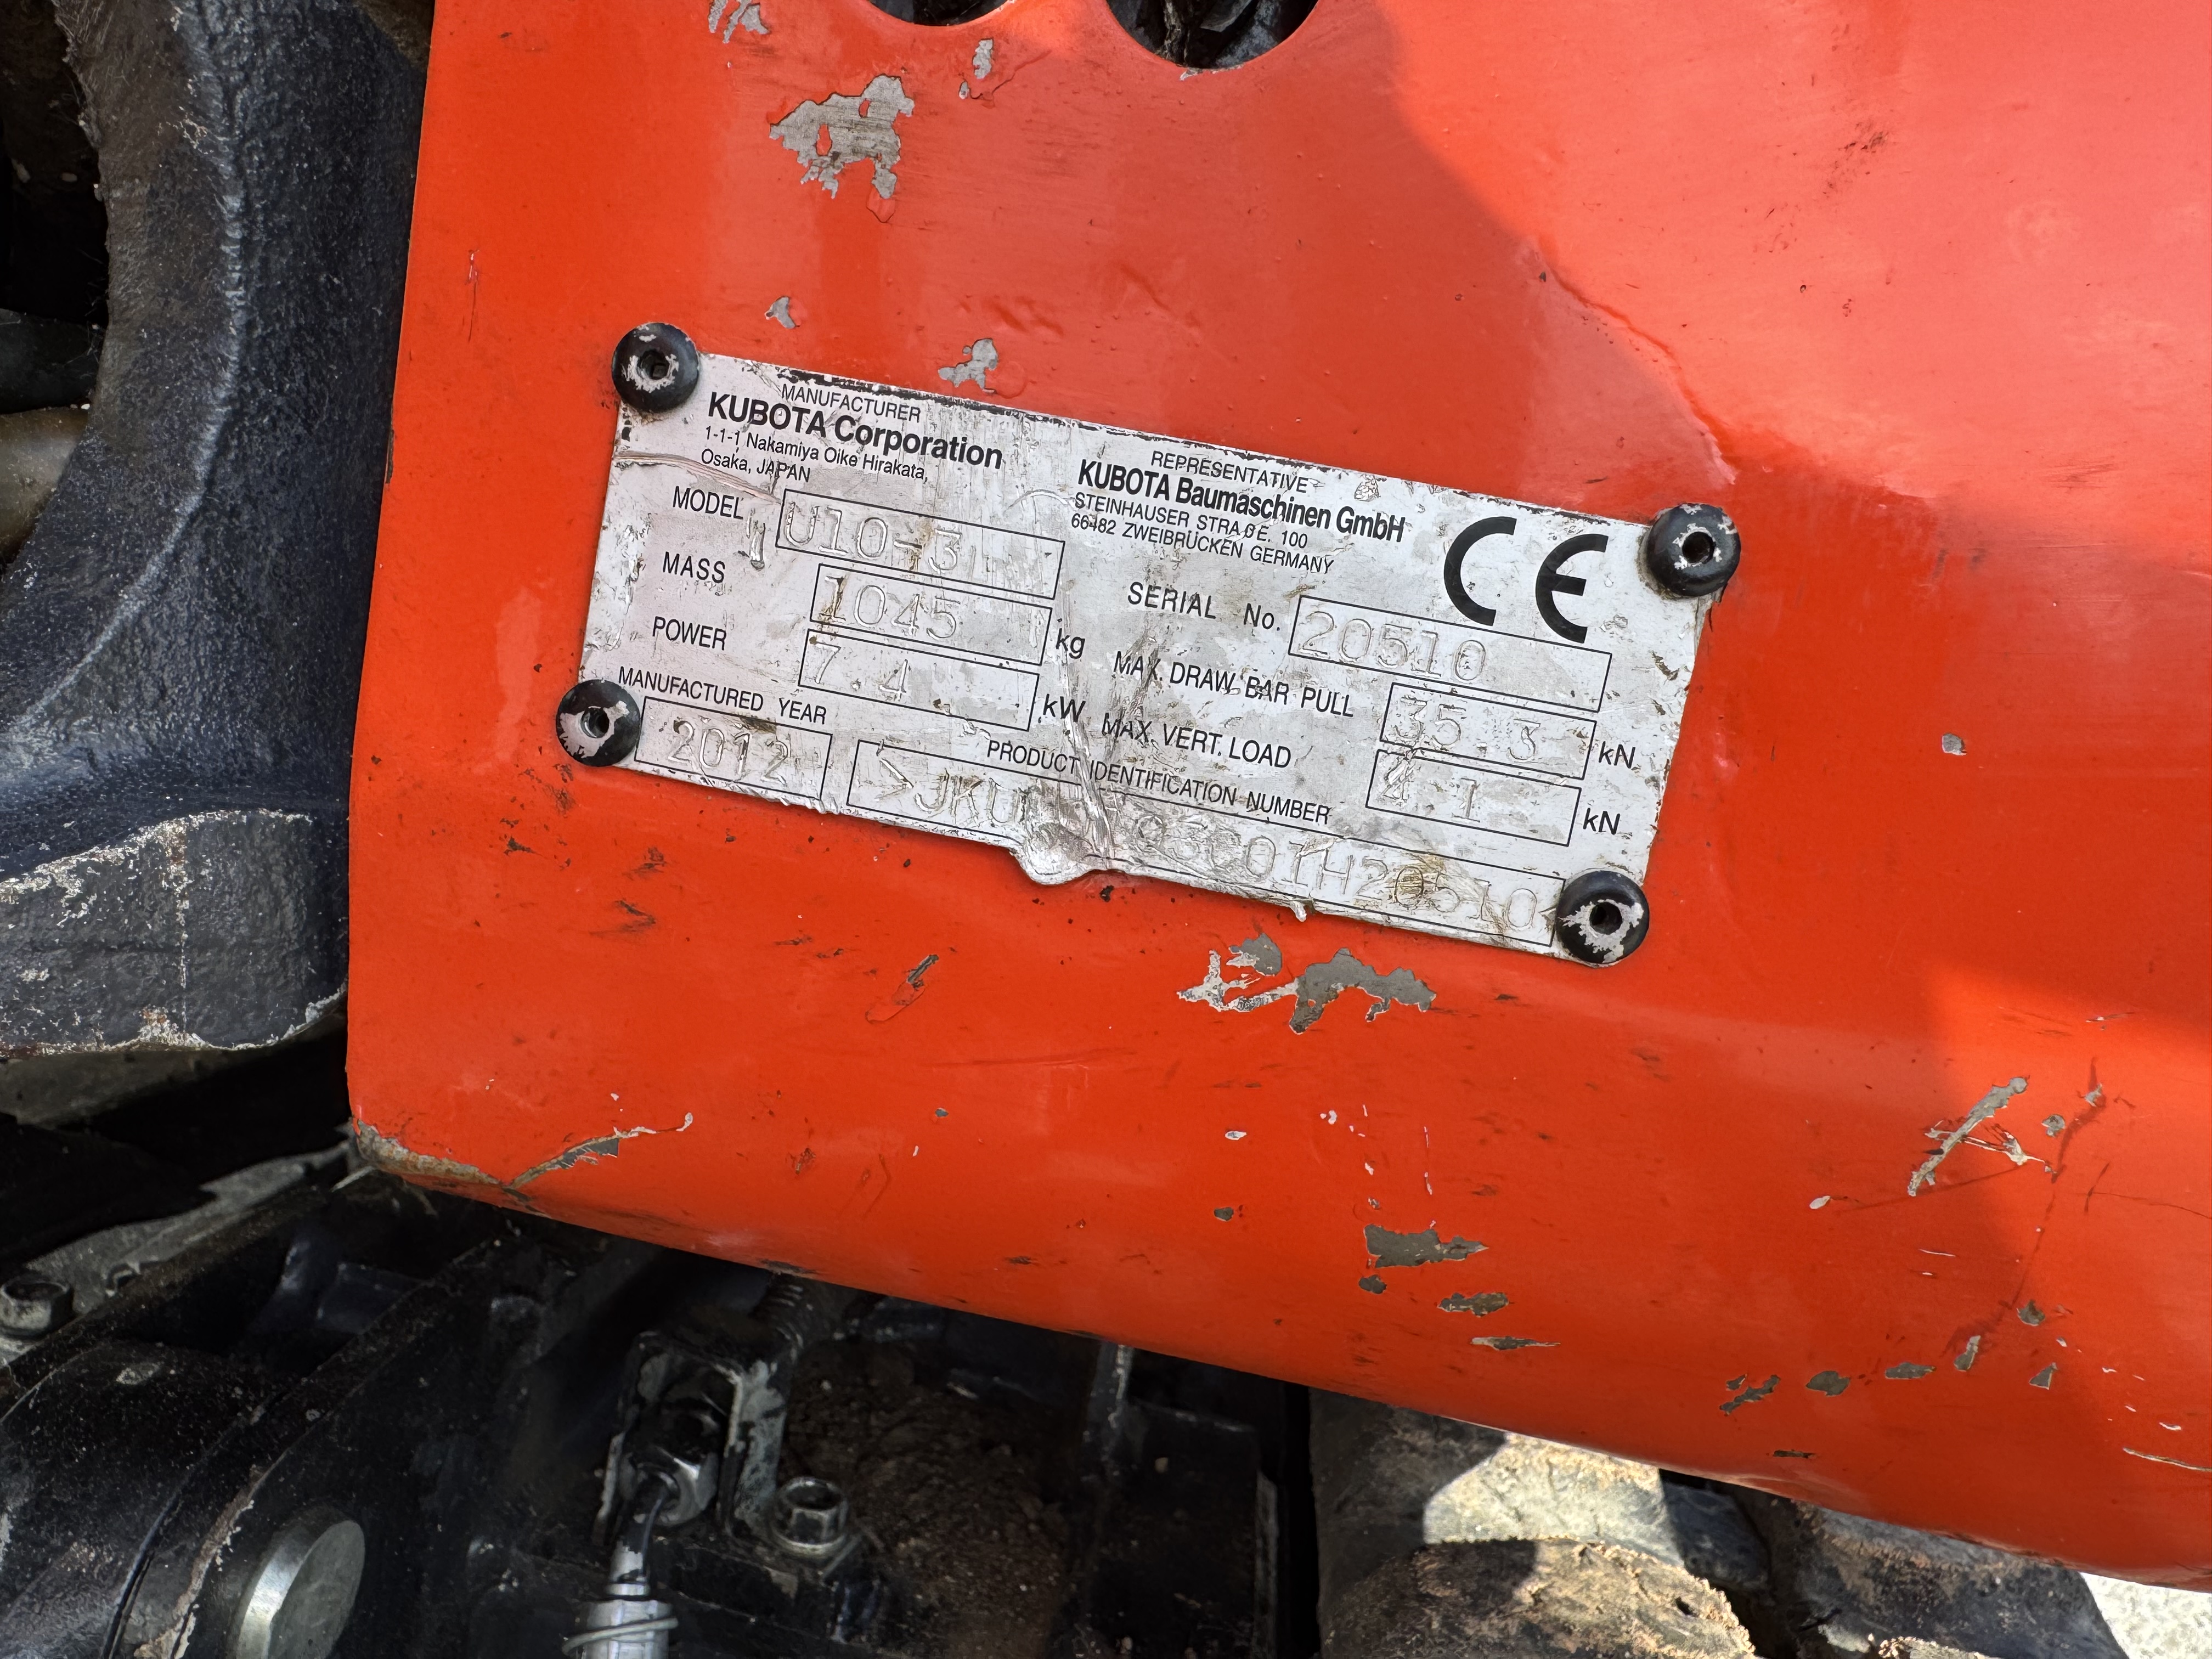 MANUFACTURER
KUBOTA Corporation
1-1-1 Nakamiya Oike Hirakata,
Osaka, JAPAN
REPRESENTATIVE
KUBOTA Baumaschinen GmbH
STEINHAUSER STRAßE. 100
66482 ZWEIBRÜCKEN GERMANY
CE
MODEL U10-3
MASS 1045 kg
POWER 7.4 kW
SERIAL No. 20510
MAX. DRAW BAR PULL 35.3 kN
MAX. VERT. LOAD kN
MANUFACTURED YEAR
2012
PRODUCT IDENTIFICATION NUMBER